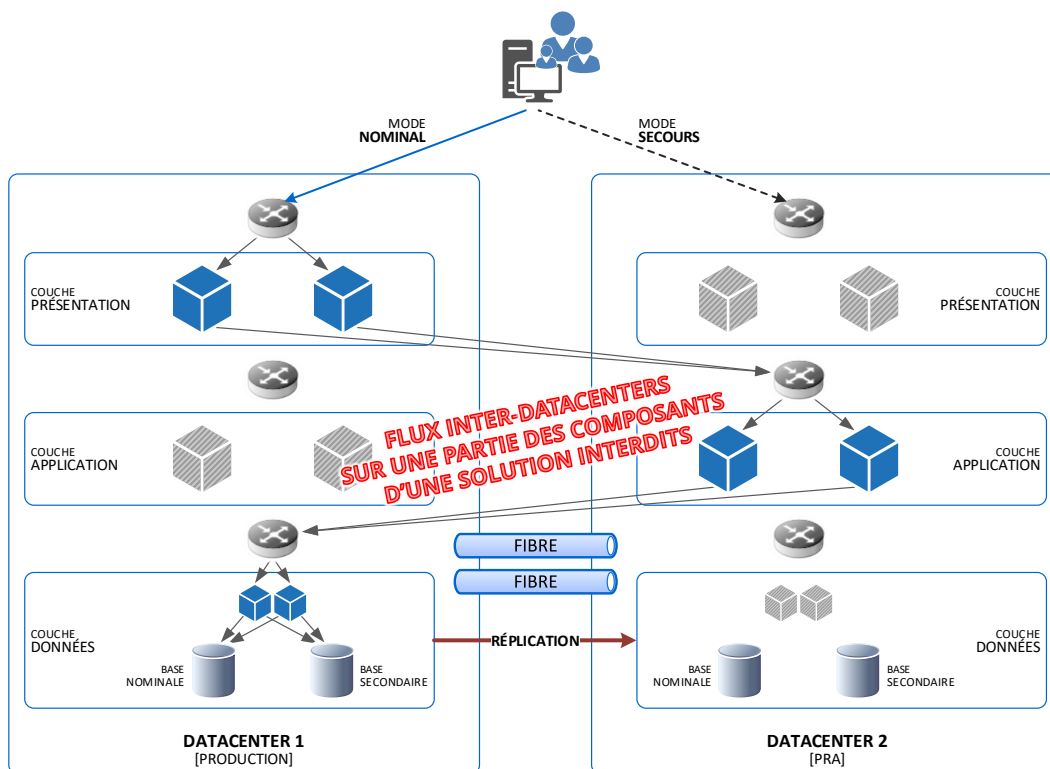 MODE
NOMINAL
MODE
SECOURS
COUCHE
PRÉSENTATION
COUCHE
PRÉSENTATION
FLUX INTER-DATACENTERS
SUR UNE PARTIE DES COMPOSANTS
D'UNE SOLUTION INTERDITS
COUCHE
APPLICATION
COUCHE
APPLICATION
FIBRE
FIBRE
COUCHE
DONNÉES
BASE
NOMINALE
BASE
SECONDAIRE
RÉPLICATION
BASE
NOMINALE
BASE
SECONDAIRE
COUCHE
DONNÉES
DATACENTER 1
[PRODUCTION]
DATACENTER 2
[PRA]